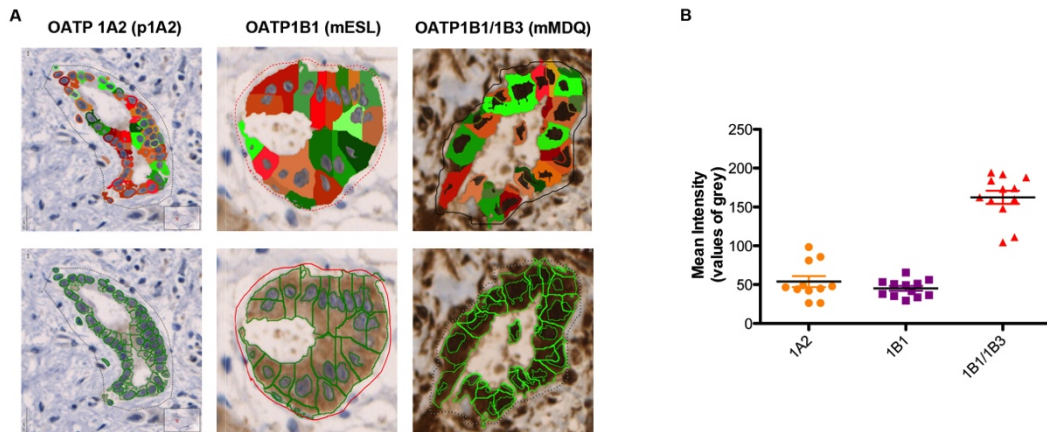 A
OATP 1A2 (p1A2)
OATP1B1 (mESL)
OATP1B1/1B3 (mMDQ)
B
Mean Intensity
(values of grey)
250
200
150
100
50
0
1A2
1B1
1B1/1B3